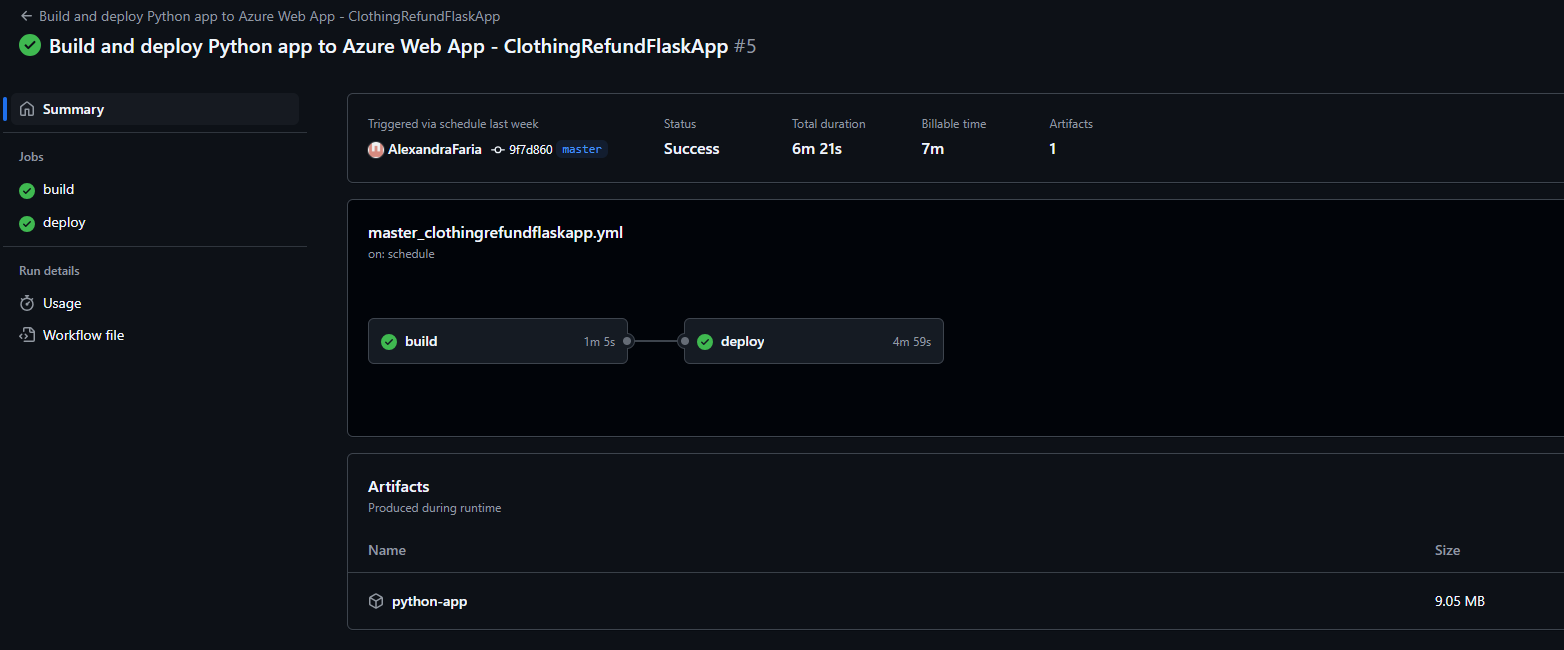 Build and deploy Python app to Azure Web App - ClothingRefundFlaskApp
Build and deploy Python app to Azure Web App - ClothingRefundFlaskApp #5
Summary
Jobs
build
deploy
Run details
Usage
Workflow file
Triggered via schedule last week
AlexandraFaria 9f7d860 master
Status
Success
Total duration
6m 21s
Billable time
7m
Artifacts
1
master_clothingrefundflaskapp.yml
on: schedule
build 1m 5s
deploy 4m 59s
Artifacts
Produced during runtime
Name Size
python-app 9.05 MB